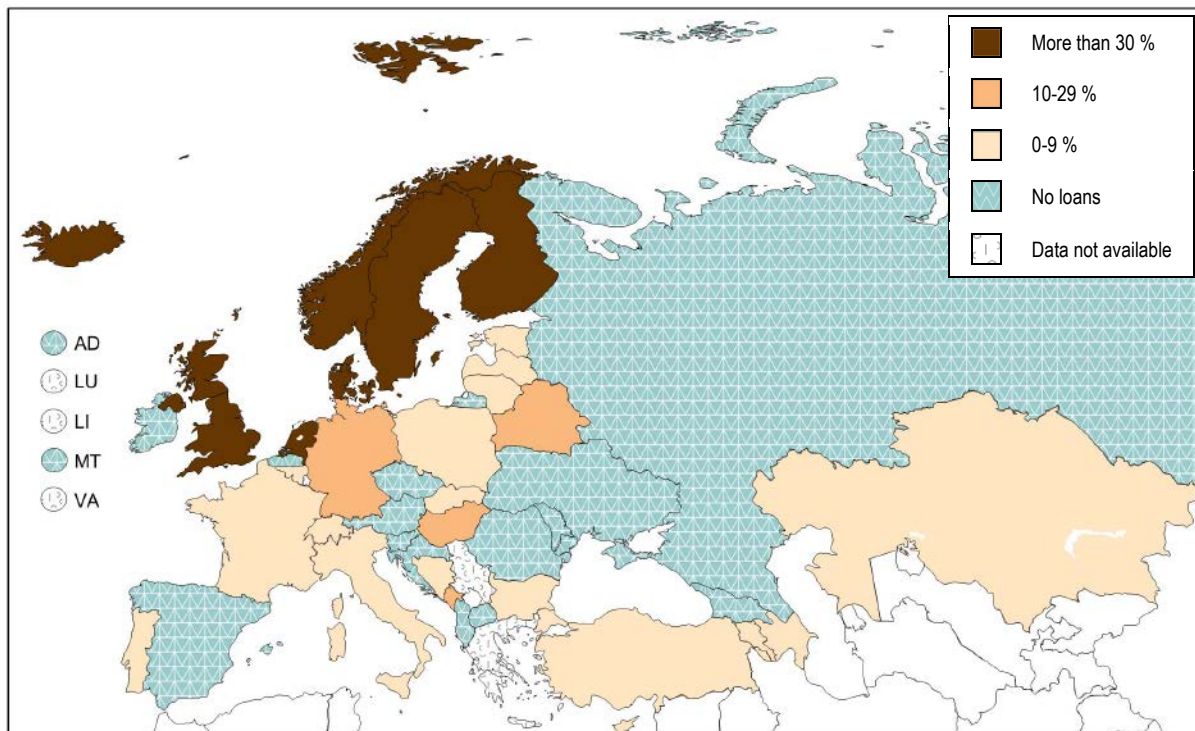 More than 30 %
10-29 %
0-9 %
No loans
Data not available
AD
LU
LI
MT
VA